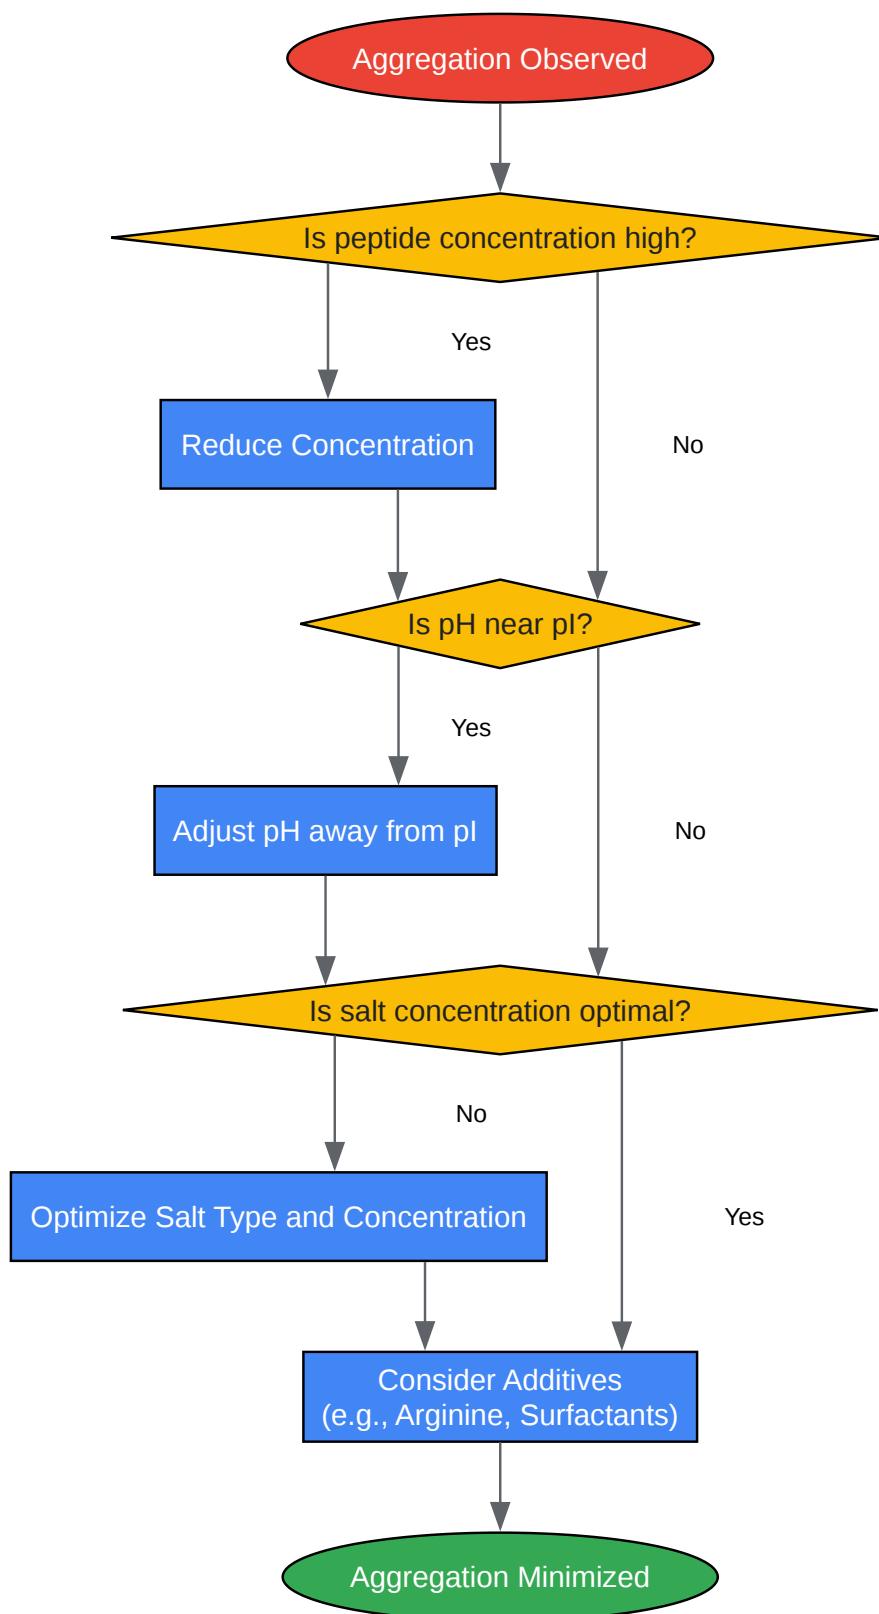 Aggregation Observed
Is peptide concentration high?
Yes
Reduce Concentration
No
Is pH near pI?
Yes
Adjust pH away from pI
No
Is salt concentration optimal?
No
Optimize Salt Type and Concentration
Yes
Consider Additives
(e.g., Arginine, Surfactants)
Aggregation Minimized